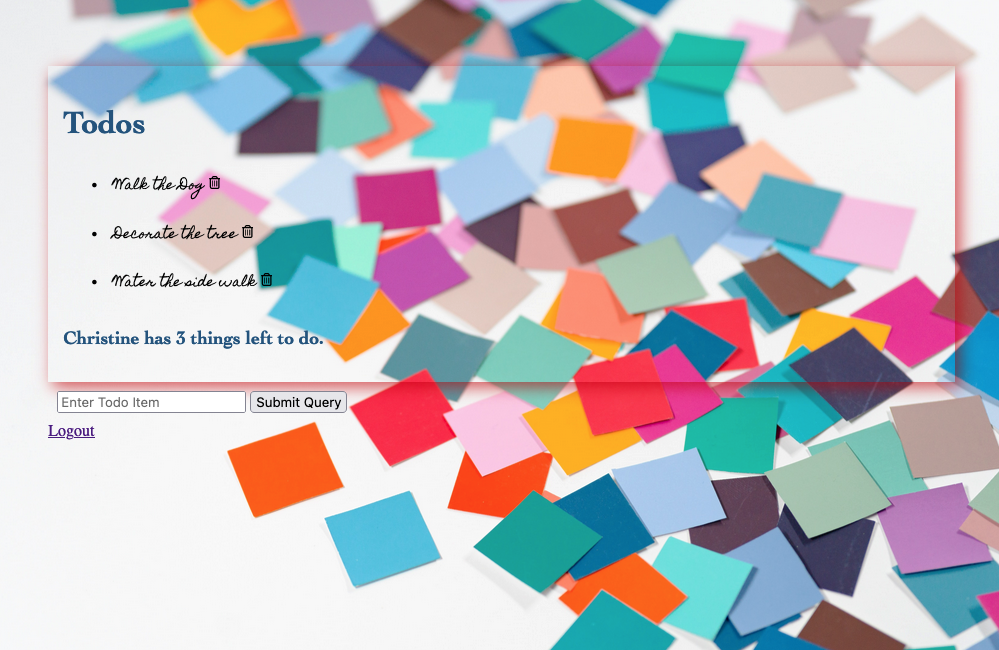 Todos
Walk the Dog
Decorate the tree
Water the side walk
Christine has 3 things left to do.
Enter Todo Item Submit Query
Logout